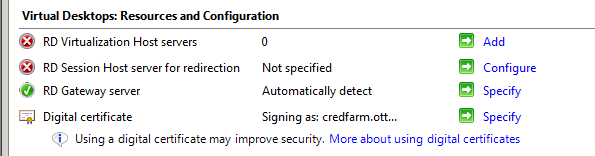 Virtual Desktops: Resources and Configuration
RD Virtualization Host servers 0 Add
RD Session Host server for redirection Not specified Configure
RD Gateway server Automatically detect Specify
Digital certificate Signing as: credfarm.ott... Specify
Using a digital certificate may improve security. More about using digital certificates